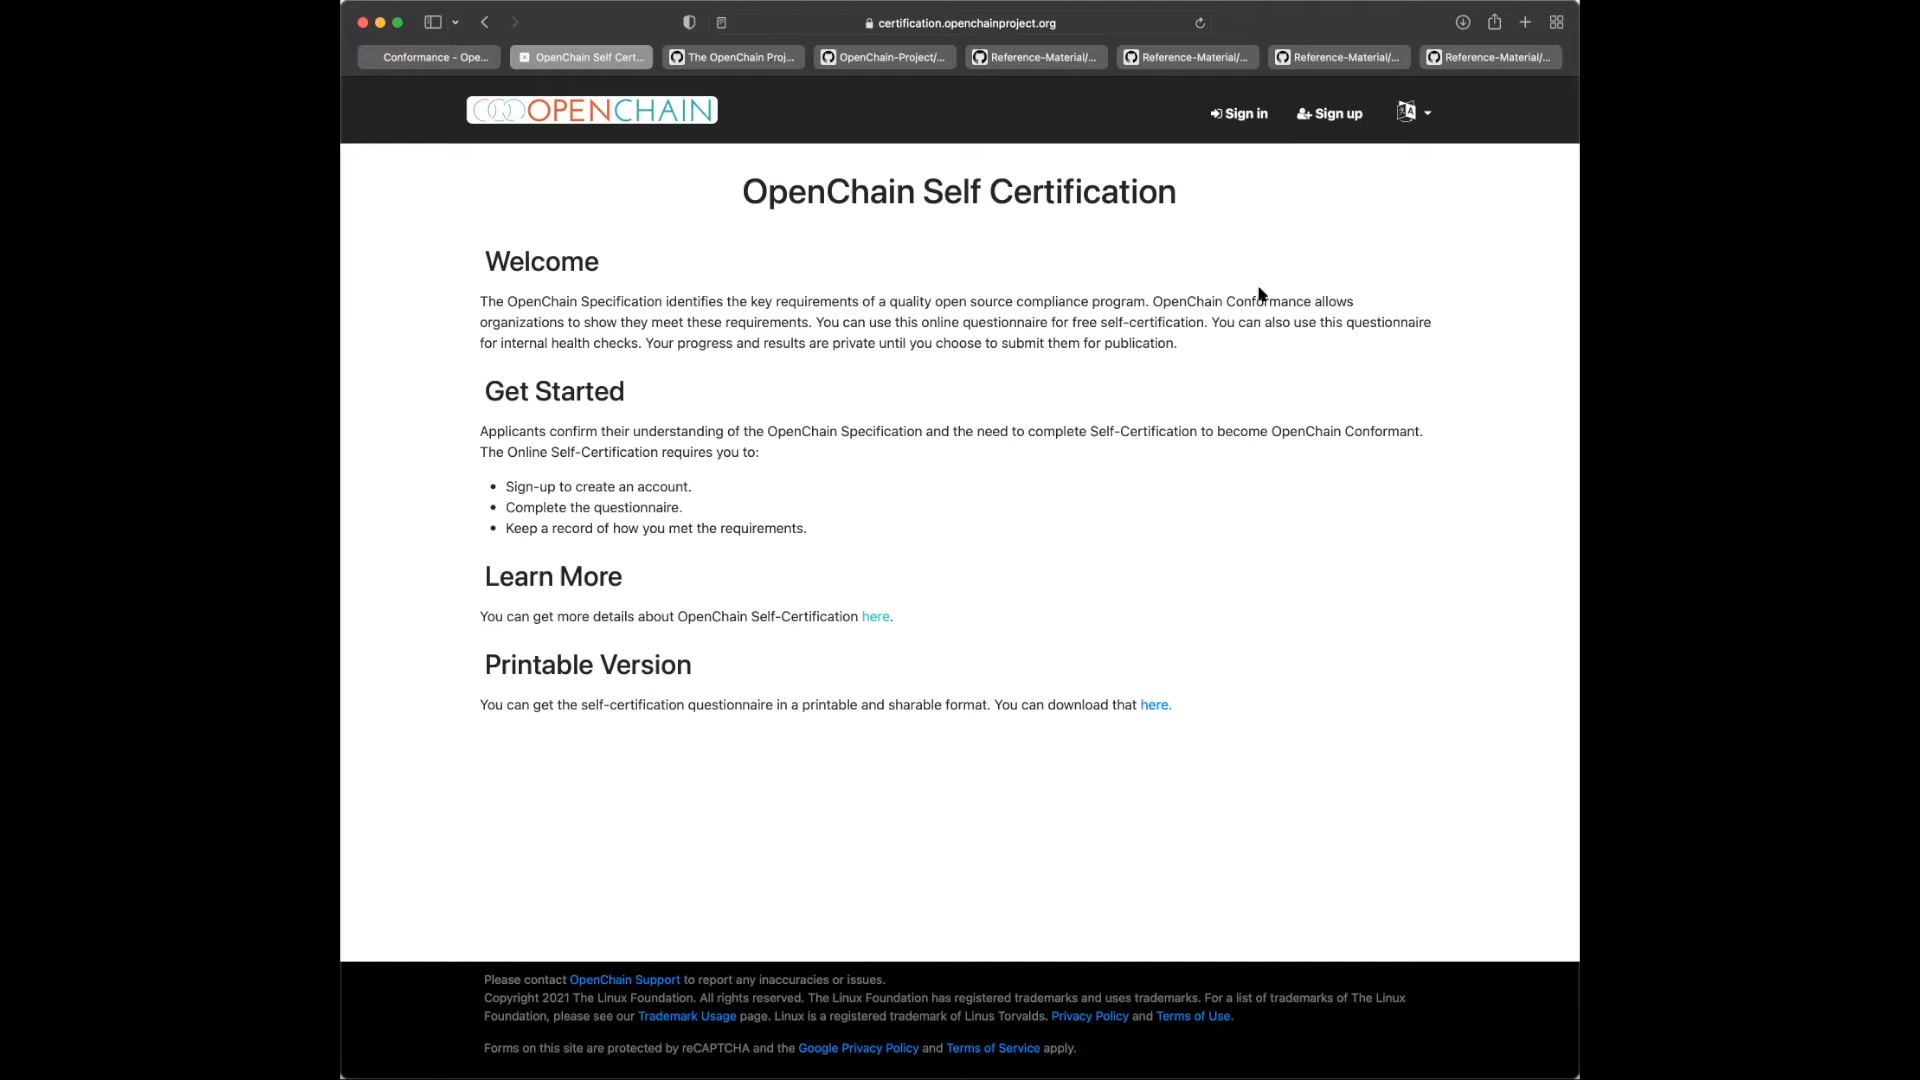 certification.openchainproject.org
Conformance - Ope...
OpenChain Self Cert...
The OpenChain Proj...
OpenChain-Project/...
Reference-Material/...
Reference-Material/...
Reference-Material/...
Reference-Material/...
OPENCHAIN
Sign in
Sign up
OpenChain Self Certification
Welcome
The OpenChain Specification identifies the key requirements of a quality open source compliance program. OpenChain Conformance allows
organizations to show they meet these requirements. You can use this online questionnaire for free self-certification. You can also use this questionnaire
for internal health checks. Your progress and results are private until you choose to submit them for publication.
Get Started
Applicants confirm their understanding of the OpenChain Specification and the need to complete Self-Certification to become OpenChain Conformant.
The Online Self-Certification requires you to:
• Sign-up to create an account.
• Complete the questionnaire.
• Keep a record of how you met the requirements.
Learn More
You can get more details about OpenChain Self-Certification here.
Printable Version
You can get the self-certification questionnaire in a printable and sharable format. You can download that here.
Please contact OpenChain Support to report any inaccuracies or issues.
Copyright 2021 The Linux Foundation. All rights reserved. The Linux Foundation has registered trademarks and uses trademarks. For a list of trademarks of The Linux
Foundation, please see our Trademark Usage page. Linux is a registered trademark of Linus Torvalds. Privacy Policy and Terms of Use.
Forms on this site are protected by reCAPTCHA and the Google Privacy Policy and Terms of Service apply.